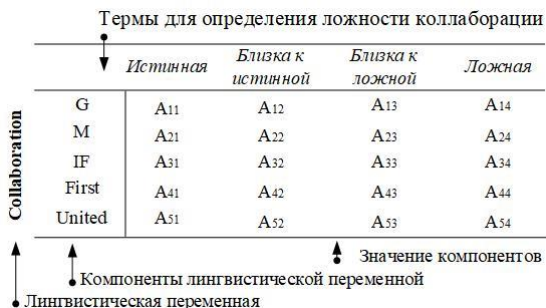 Термы для определения ложности коллаборации
Истинная Близка к истинной Близка к ложной Ложная
Collaboration
G A11 A12 A13 A14
M A21 A22 A23 A24
IF A31 A32 A33 A34
First A41 A42 A43 A44
United A51 A52 A53 A54
Значение компонентов
Компоненты лингвистической переменной
Лингвистическая переменная